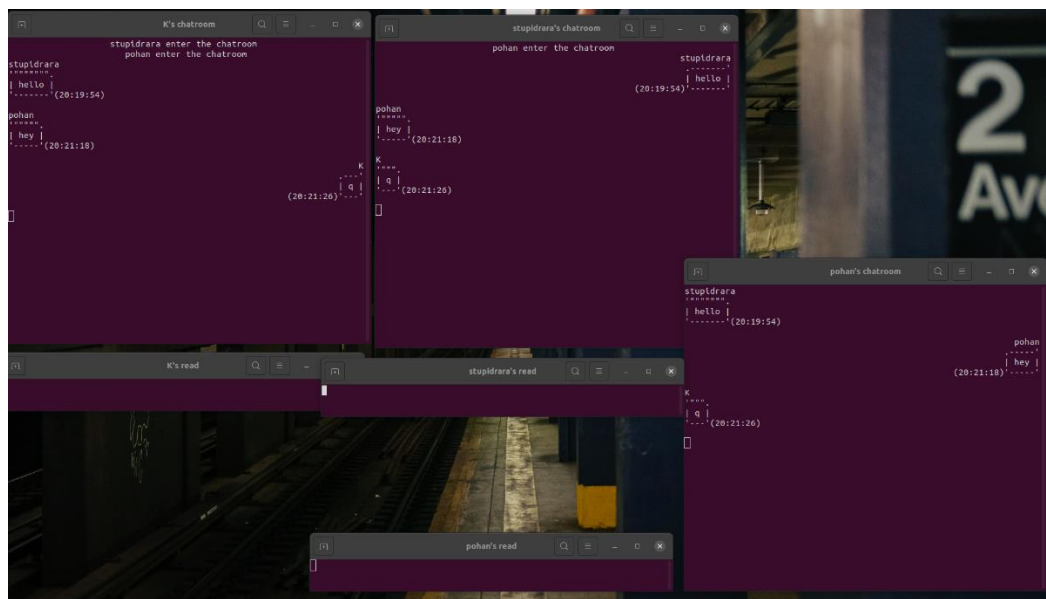 K's chatroom
stupidrara enter the chatroom
pohan enter the chatroom
stupidrara
'"""""""".
| hello |
'-------'(20:19:54)
pohan
'""""".
| hey |
'-----'(20:21:18)
K
.---'
| q |
(20:21:26)'---'
stupidrara's chatroom
pohan enter the chatroom
stupidrara
.-------'
| hello |
(20:19:54)'-------'
pohan
'""""".
| hey |
'-----'(20:21:18)
K
'""".
| q |
'---'(20:21:26)
2
Ave
pohan's chatroom
stupidrara
'""""""".
| hello |
'-------'(20:19:54)
pohan
.-----'
| hey |
(20:21:18)'-----'
K
'""".
| q |
'---'(20:21:26)
K's read
stupidrara's read
pohan's read